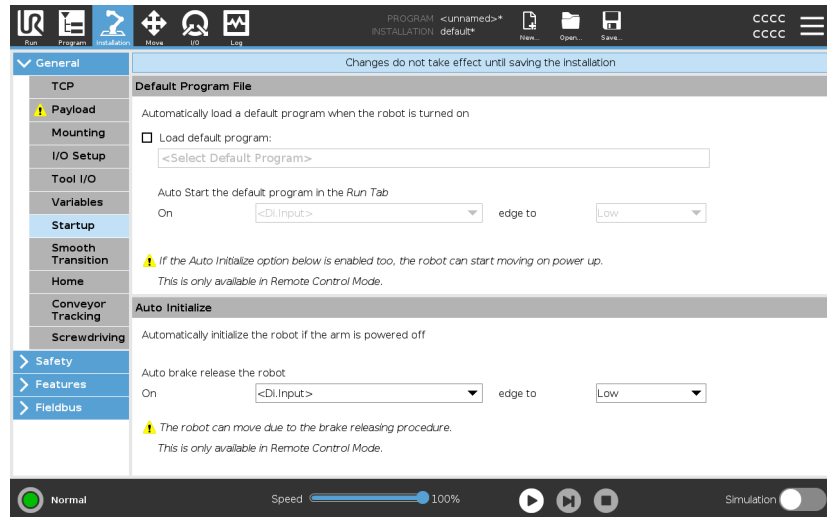 UR
Run
Program
Installation
Move
I/O
Log
PROGRAM <unnamed>*
INSTALLATION default*
New...
Open...
Save...
CCCC
CCCC
General
TCP
Payload
Mounting
I/O Setup
Tool I/O
Variables
Startup
Smooth
Transition
Home
Conveyor
Tracking
Screwdriving
Safety
Features
Fieldbus
Changes do not take effect until saving the installation
Default Program File
Automatically load a default program when the robot is turned on
Load default program:
<Select Default Program>
Auto Start the default program in the Run Tab
On <Di.Input> edge to Low
If the Auto Initialize option below is enabled too, the robot can start moving on power up.
This is only available in Remote Control Mode.
Auto Initialize
Automatically initialize the robot if the arm is powered off
Auto brake release the robot
On <Di.Input> edge to Low
The robot can move due to the brake releasing procedure.
This is only available in Remote Control Mode.
Normal
Speed 100%
Simulation